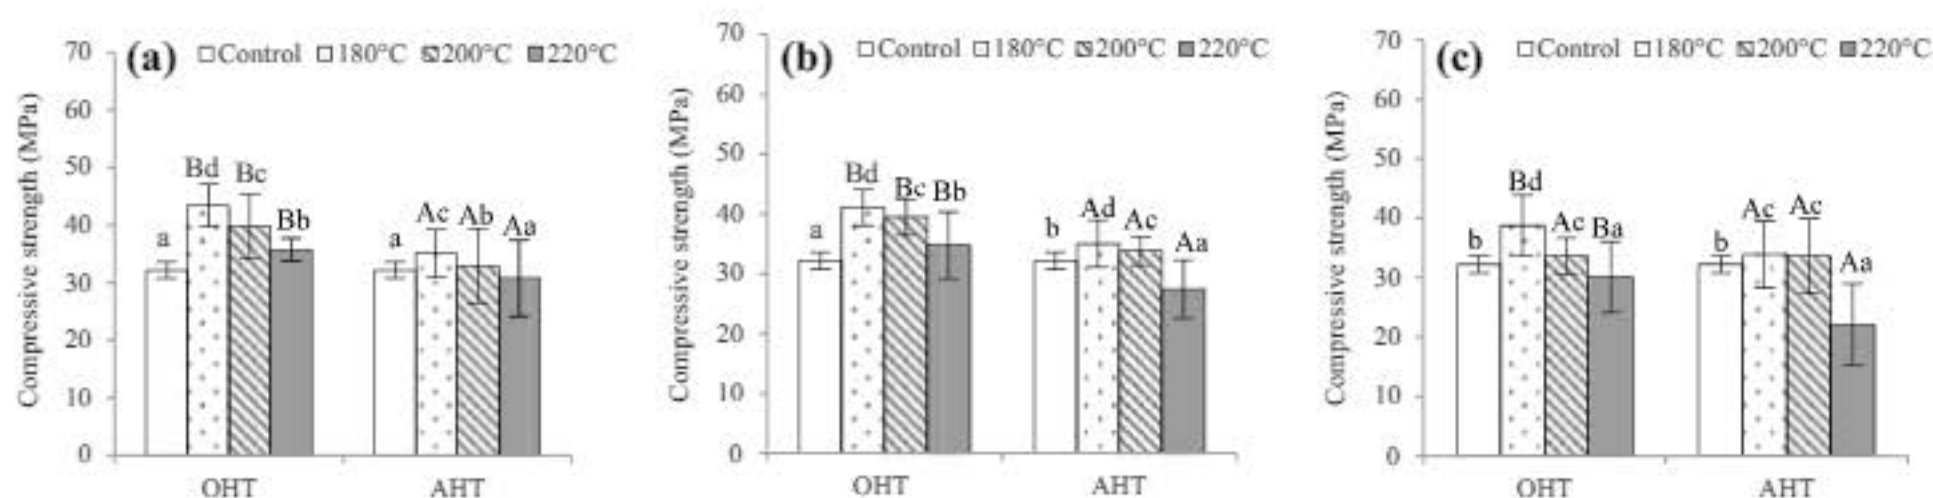 (a) Control 180°C 200°C 220°C
Compressive strength (MPa)
70
60
50
40
30
20
10
0
a Bd Bc Bb a Ac Ab Aa
OHT AHT
(b) Control 180°C 200°C 220°C
Compressive strength (MPa)
70
60
50
40
30
20
10
0
a Bd Bc Bb b Ad Ac Aa
OHT AHT
(c) Control 180°C 200°C 220°C
Compressive strength (MPa)
70
60
50
40
30
20
10
0
b Bd Ac Ba b Ac Ac Aa
OHT AHT